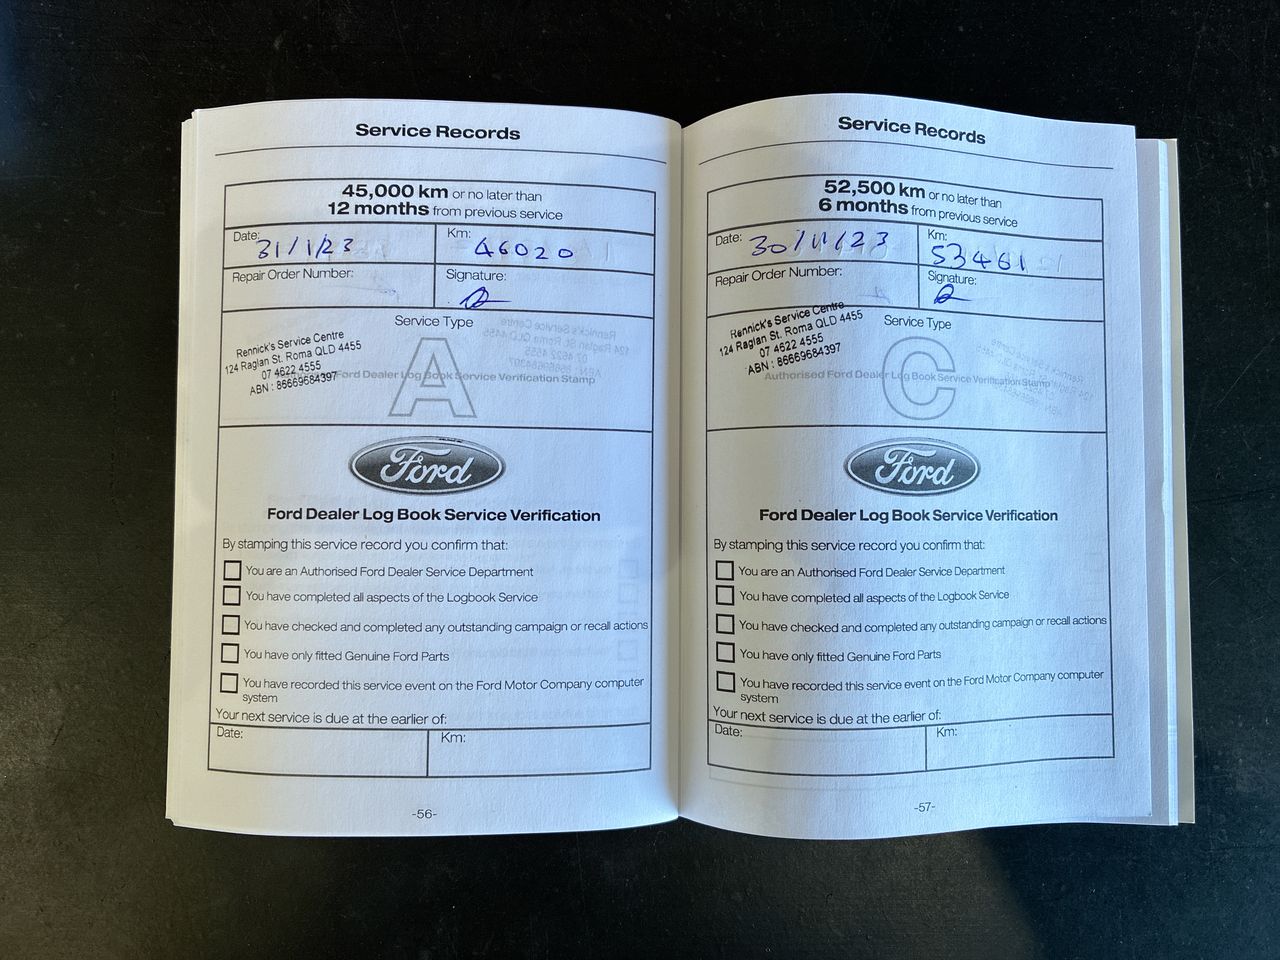 Service Records
45,000 km or no later than
12 months from previous service
Date:
31/1/23
Km:
46020
Repair Order Number:
Signature:
Service Type
Rennick's Service Centre
124 Raglan St. Roma QLD 4455
07 4622 4555
ABN : 86669684397
A
Ford Dealer Log Book Service Verification Stamp
Ford
Ford Dealer Log Book Service Verification
By stamping this service record you confirm that:
You are an Authorised Ford Dealer Service Department
You have completed all aspects of the Logbook Service
You have checked and completed any outstanding campaign or recall actions
You have only fitted Genuine Ford Parts
You have recorded this service event on the Ford Motor Company computer
system
Your next service is due at the earlier of:
Date:
Km:
-56-
Service Records
52,500 km or no later than
6 months from previous service
Date:
30/11/23
Km:
53461
Repair Order Number:
Signature:
Service Type
Rennick's Service Centre
124 Raglan St. Roma QLD 4455
07 4622 4555
ABN : 86669684397
C
Authorised Ford Dealer Log Book Service Verification Stamp
Ford
Ford Dealer Log Book Service Verification
By stamping this service record you confirm that:
You are an Authorised Ford Dealer Service Department
You have completed all aspects of the Logbook Service
You have checked and completed any outstanding campaign or recall actions
You have only fitted Genuine Ford Parts
You have recorded this service event on the Ford Motor Company computer
system
Your next service is due at the earlier of:
Date:
Km:
-57-